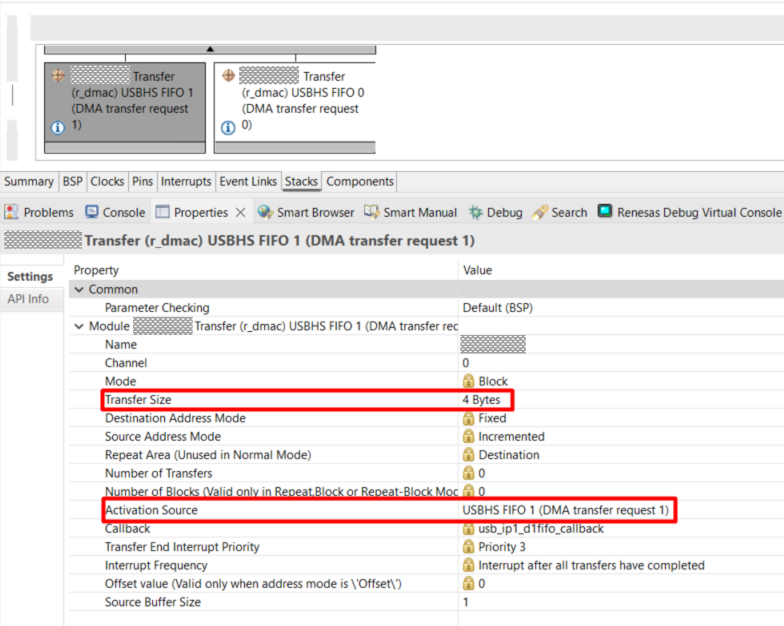 Transfer
(r_dmac) USBHS FIFO 1
(DMA transfer request
1)
Transfer
(r_dmac) USBHS FIFO 0
(DMA transfer request
0)
Summary BSP Clocks Pins Interrupts Event Links Stacks Components
Problems Console Properties Smart Browser Smart Manual Debug Search Renesas Debug Virtual Console
Transfer (r_dmac) USBHS FIFO 1 (DMA transfer request 1)
Settings
API Info
Property Value
Common
Parameter Checking Default (BSP)
Module Transfer (r_dmac) USBHS FIFO 1 (DMA transfer rec
Name
Channel 0
Mode Block
Transfer Size 4 Bytes
Destination Address Mode Fixed
Source Address Mode Incremented
Repeat Area (Unused in Normal Mode) Destination
Number of Transfers 0
Number of Blocks (Valid only in Repeat,Block or Repeat-Block Moc 0
Activation Source USBHS FIFO 1 (DMA transfer request 1)
Callback usb_ip1_d1fifo_callback
Transfer End Interrupt Priority Priority 3
Interrupt Frequency Interrupt after all transfers have completed
Offset value (Valid only when address mode is \'Offset\') 0
Source Buffer Size 1